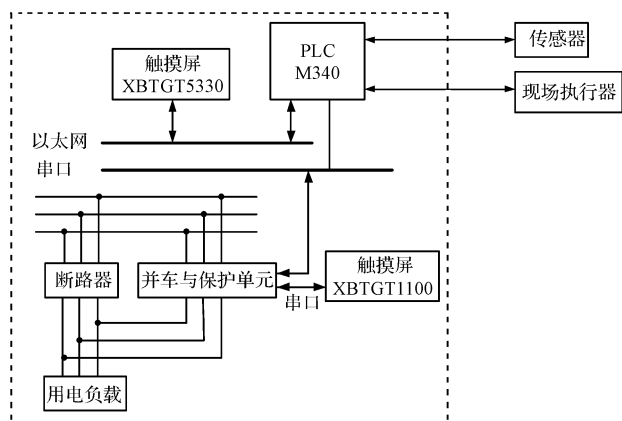 触摸屏
XBTGT5330
PLC
M340
传感器
现场执行器
以太网
串口
断路器
并车与保护单元
串口
触摸屏
XBTGT1100
用电负载